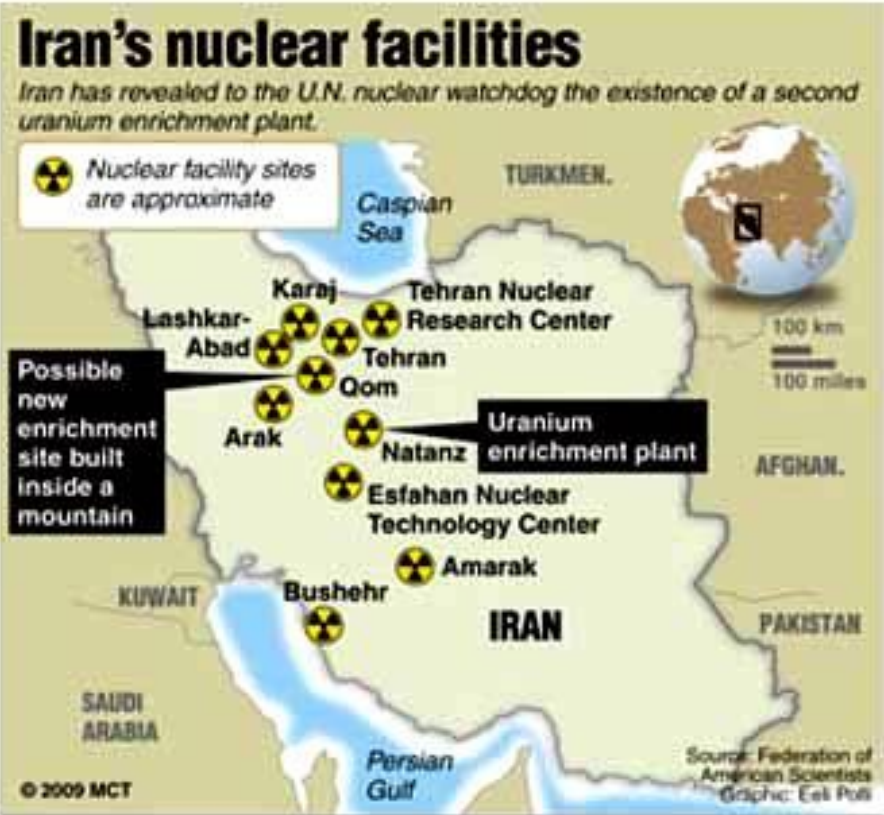 Iran's nuclear facilities
Iran has revealed to the U.N. nuclear watchdog the existence of a second
uranium enrichment plant.
Nuclear facility sites
are approximate
TURKMEN.
Caspian
Sea
Karaj
Tehran Nuclear
Research Center
Lashkar-
Abad
Tehran
100 km
100 miles
Possible
new
enrichment
site built
inside a
mountain
Qom
Arak
Natanz
Uranium
enrichment plant
AFGHAN.
Esfahan Nuclear
Technology Center
Amarak
KUWAIT
Bushehr
IRAN
PAKISTAN
SAUDI
ARABIA
Persian
Gulf
Source: Federation of
American Scientists
Graphic: Eeli Polli
© 2009 MCT